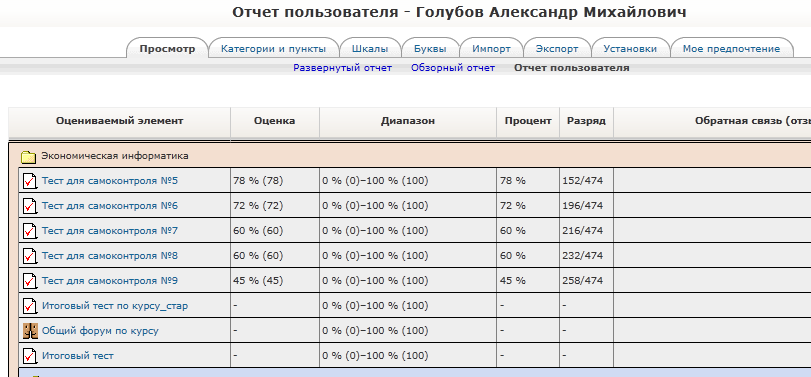 Отчет пользователя - Голубов Александр Михайлович
Просмотр Категории и пункты Шкалы Буквы Импорт Экспорт Установки Мое предпочтение
Развернутый отчет Обзорный отчет Отчет пользователя
Оцениваемый элемент Оценка Диапазон Процент Разряд Обратная связь (отзы
Экономическая информатика
Тест для самоконтроля №5 78 % (78) 0 % (0)–100 % (100) 78 % 152/474
Тест для самоконтроля №6 72 % (72) 0 % (0)–100 % (100) 72 % 196/474
Тест для самоконтроля №7 60 % (60) 0 % (0)–100 % (100) 60 % 216/474
Тест для самоконтроля №8 60 % (60) 0 % (0)–100 % (100) 60 % 232/474
Тест для самоконтроля №9 45 % (45) 0 % (0)–100 % (100) 45 % 258/474
Итоговый тест по курсу_стар - 0 % (0)–100 % (100) - -
Общий форум по курсу - 0 % (0)–100 % (100) - -
Итоговый тест - 0 % (0)–100 % (100) - -